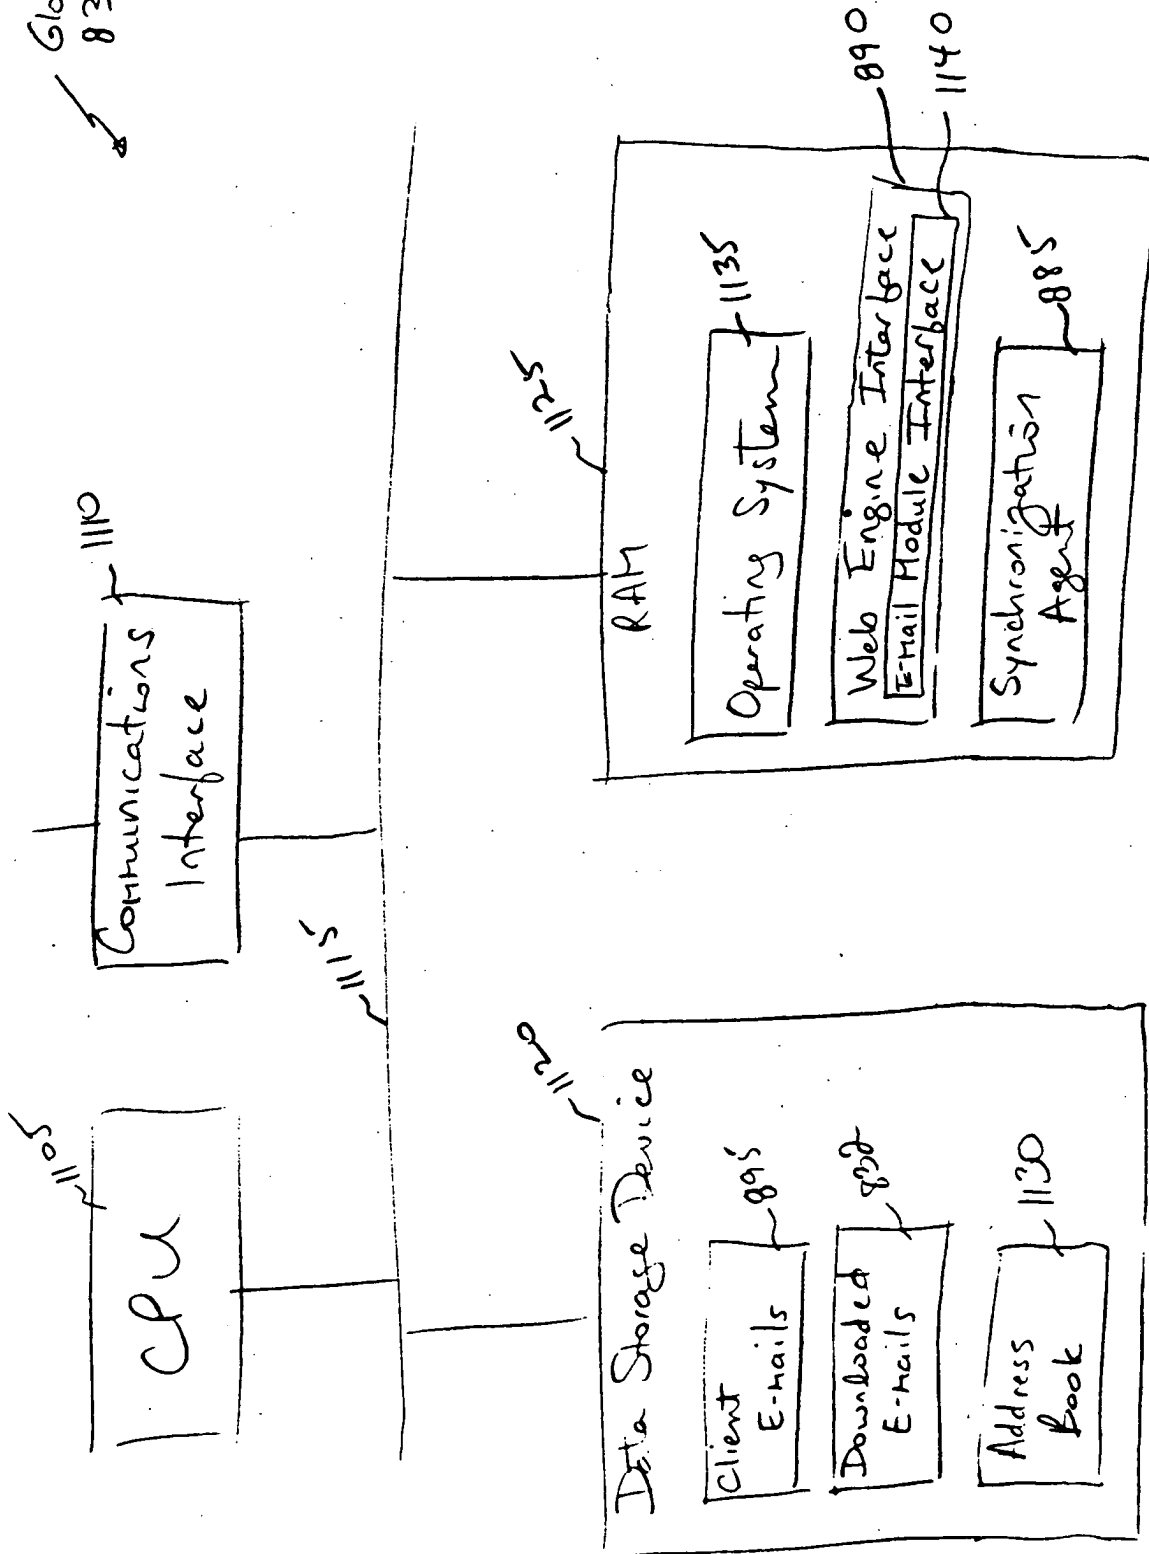 CPU
1105
Communications
Interface
1110
1115
Data Storage Device
1120
Client
E-mails
895
Downloaded
E-mails
832
Address
Book
1130
RAM
1125
Operating System
1135
Web Engine Interface
890
E-mail Module Interface
1140
Synchronization
Agent
885